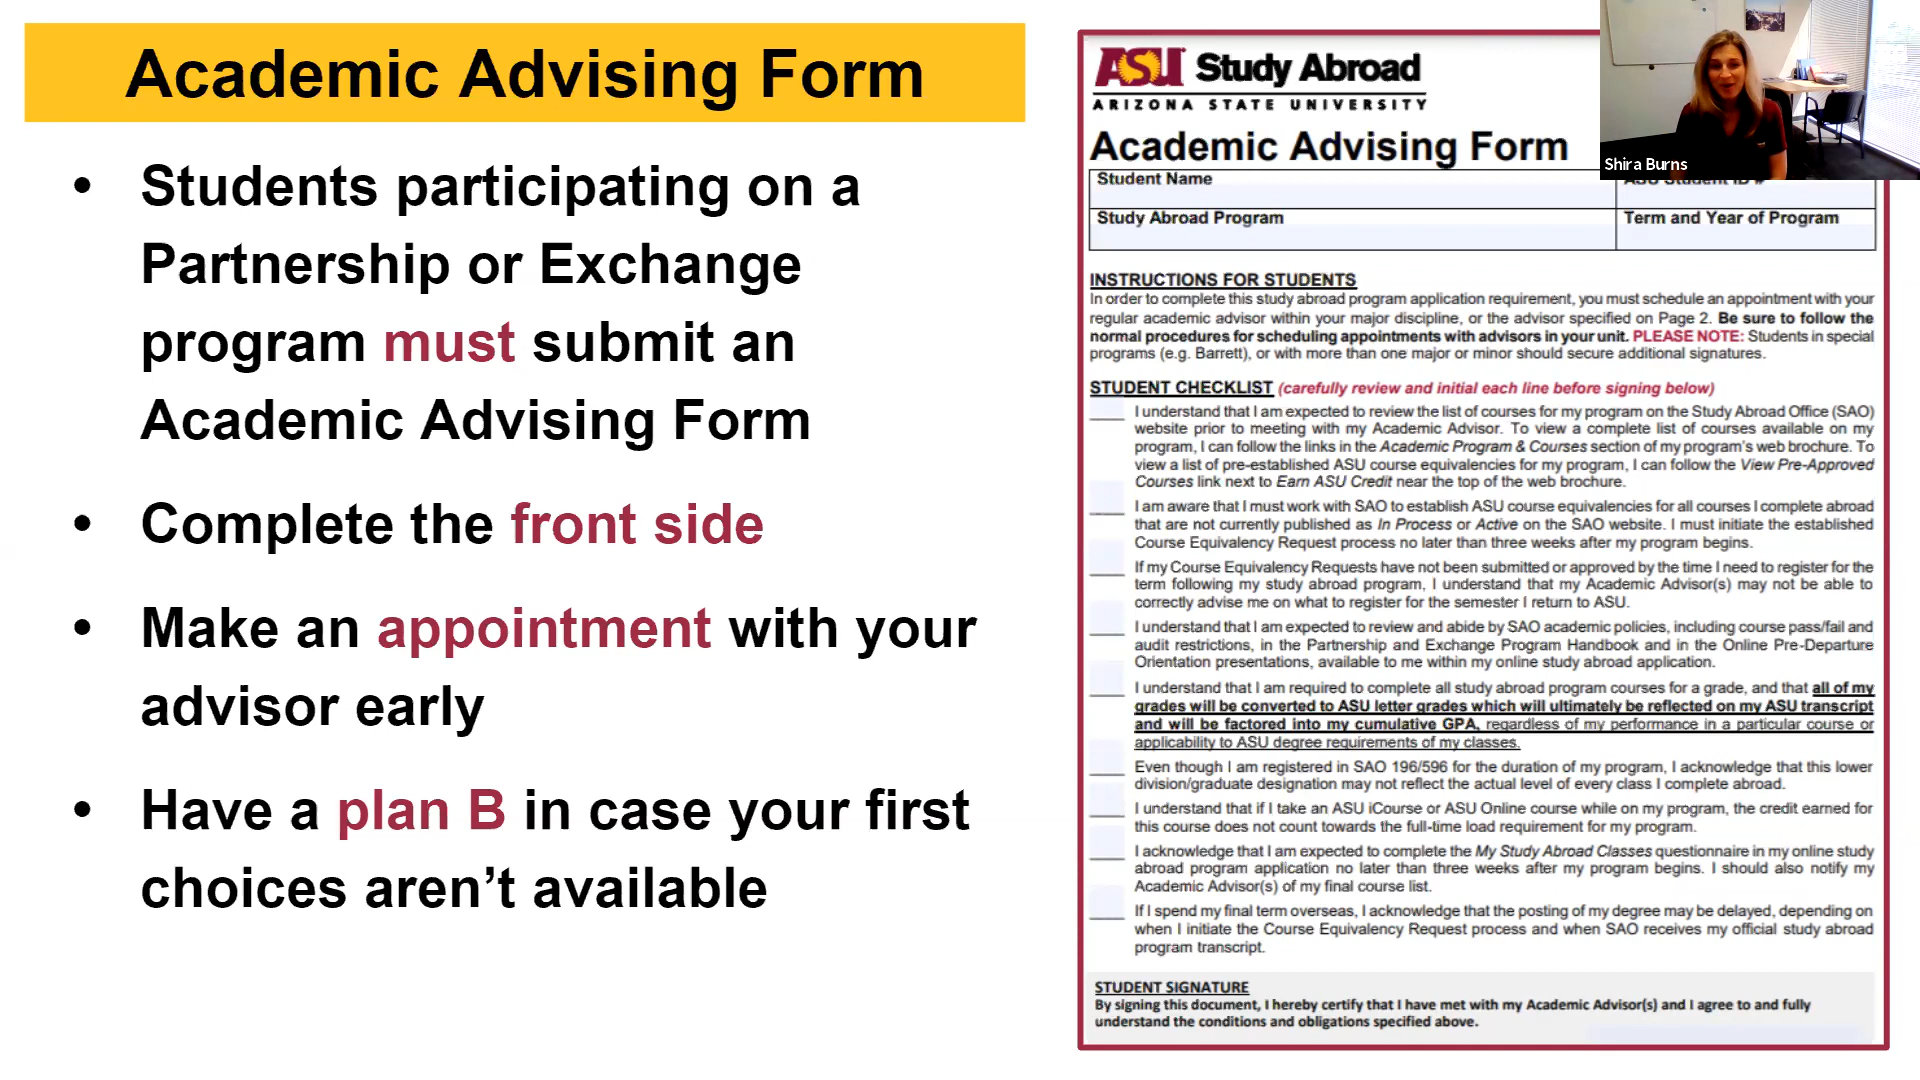 Academic Advising Form
• Students participating on a
Partnership or Exchange
program must submit an
Academic Advising Form
• Complete the front side
• Make an appointment with your
advisor early
• Have a plan B in case your first
choices aren’t available
ASU Study Abroad
ARIZONA STATE UNIVERSITY
Academic Advising Form
Shira Burns
Student Name
ASU Student ID #
Study Abroad Program
Term and Year of Program
INSTRUCTIONS FOR STUDENTS
In order to complete this study abroad program application requirement, you must schedule an appointment with your
regular academic advisor within your major discipline, or the advisor specified on Page 2. Be sure to follow the
normal procedures for scheduling appointments with advisors in your unit. PLEASE NOTE: Students in special
programs (e.g. Barrett), or with more than one major or minor should secure additional signatures.
STUDENT CHECKLIST (carefully review and initial each line before signing below)
I understand that I am expected to review the list of courses for my program on the Study Abroad Office (SAO)
website prior to meeting with my Academic Advisor. To view a complete list of courses available on my
program, I can follow the links in the Academic Program & Courses section of my program's web brochure. To
view a list of pre-established ASU course equivalencies for my program, I can follow the View Pre-Approved
Courses link next to Earn ASU Credit near the top of the web brochure.
I am aware that I must work with SAO to establish ASU course equivalencies for all courses I complete abroad
that are not currently published as In Process or Active on the SAO website. I must initiate the established
Course Equivalency Request process no later than three weeks after my program begins.
If my Course Equivalency Requests have not been submitted or approved by the time I need to register for the
term following my study abroad program, I understand that my Academic Advisor(s) may not be able to
correctly advise me on what to register for the semester I return to ASU.
I understand that I am expected to review and abide by SAO academic policies, including course pass/fail and
audit restrictions, in the Partnership and Exchange Program Handbook and in the Online Pre-Departure
Orientation presentations, available to me within my online study abroad application.
I understand that I am required to complete all study abroad program courses for a grade, and that all of my
grades will be converted to ASU letter grades which will ultimately be reflected on my ASU transcript
and will be factored into my cumulative GPA, regardless of my performance in a particular course or
applicability to ASU degree requirements of my classes.
Even though I am registered in SAO 196/596 for the duration of my program, I acknowledge that this lower
division/graduate designation may not reflect the actual level of every class I complete abroad.
I understand that if I take an ASU iCourse or ASU Online course while on my program, the credit earned for
this course does not count towards the full-time load requirement for my program.
I acknowledge that I am expected to complete the My Study Abroad Classes questionnaire in my online study
abroad program application no later than three weeks after my program begins. I should also notify my
Academic Advisor(s) of my final course list.
If I spend my final term overseas, I acknowledge that the posting of my degree may be delayed, depending on
when I initiate the Course Equivalency Request process and when SAO receives my official study abroad
program transcript.
STUDENT SIGNATURE
By signing this document, I hereby certify that I have met with my Academic Advisor(s) and I agree to and fully
understand the conditions and obligations specified above.